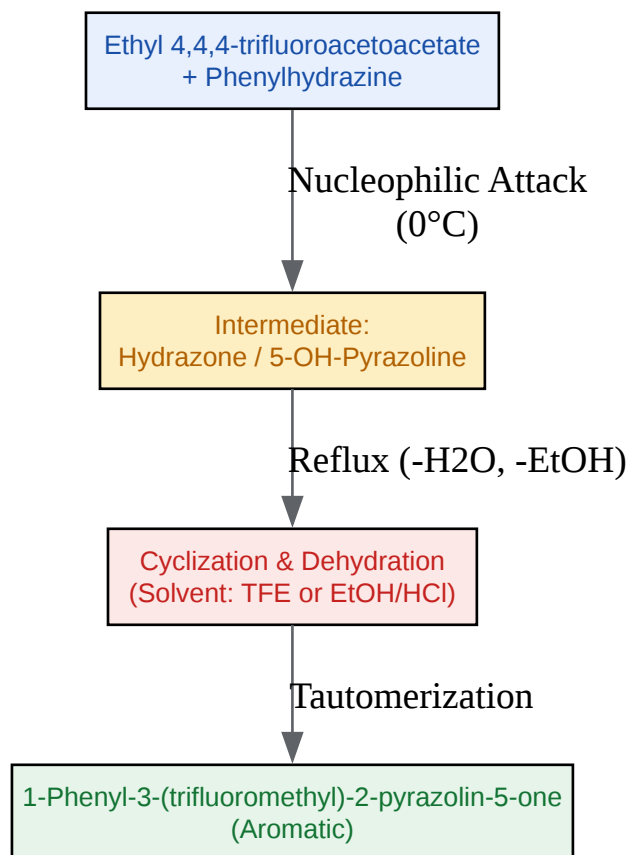 Ethyl 4,4,4-trifluoroacetoacetate
+ Phenylhydrazine
Nucleophilic Attack
(0°C)
Intermediate:
Hydrazone / 5-OH-Pyrazoline
Reflux (-H2O, -EtOH)
Cyclization & Dehydration
(Solvent: TFE or EtOH/HCl)
Tautomerization
1-Phenyl-3-(trifluoromethyl)-2-pyrazolin-5-one
(Aromatic)